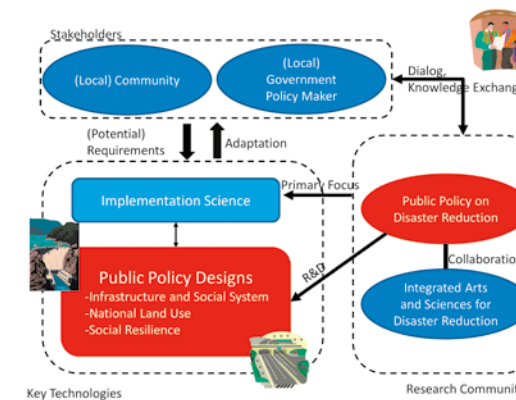 Stakeholders
(Local) Community
(Local)
Government
Policy Maker
Dialog,
Knowledge Exchang
(Potential)
Requirements
Adaptation
Implementation Science
Primary Focus
Public Policy on
Disaster Reduction
Public Policy Designs
-Infrastructure and Social System
-National Land Use
-Social Resilience
R&D
Collaboratio
Integrated Arts
and Sciences for
Disaster Reduction
Key Technologies
Research Communit